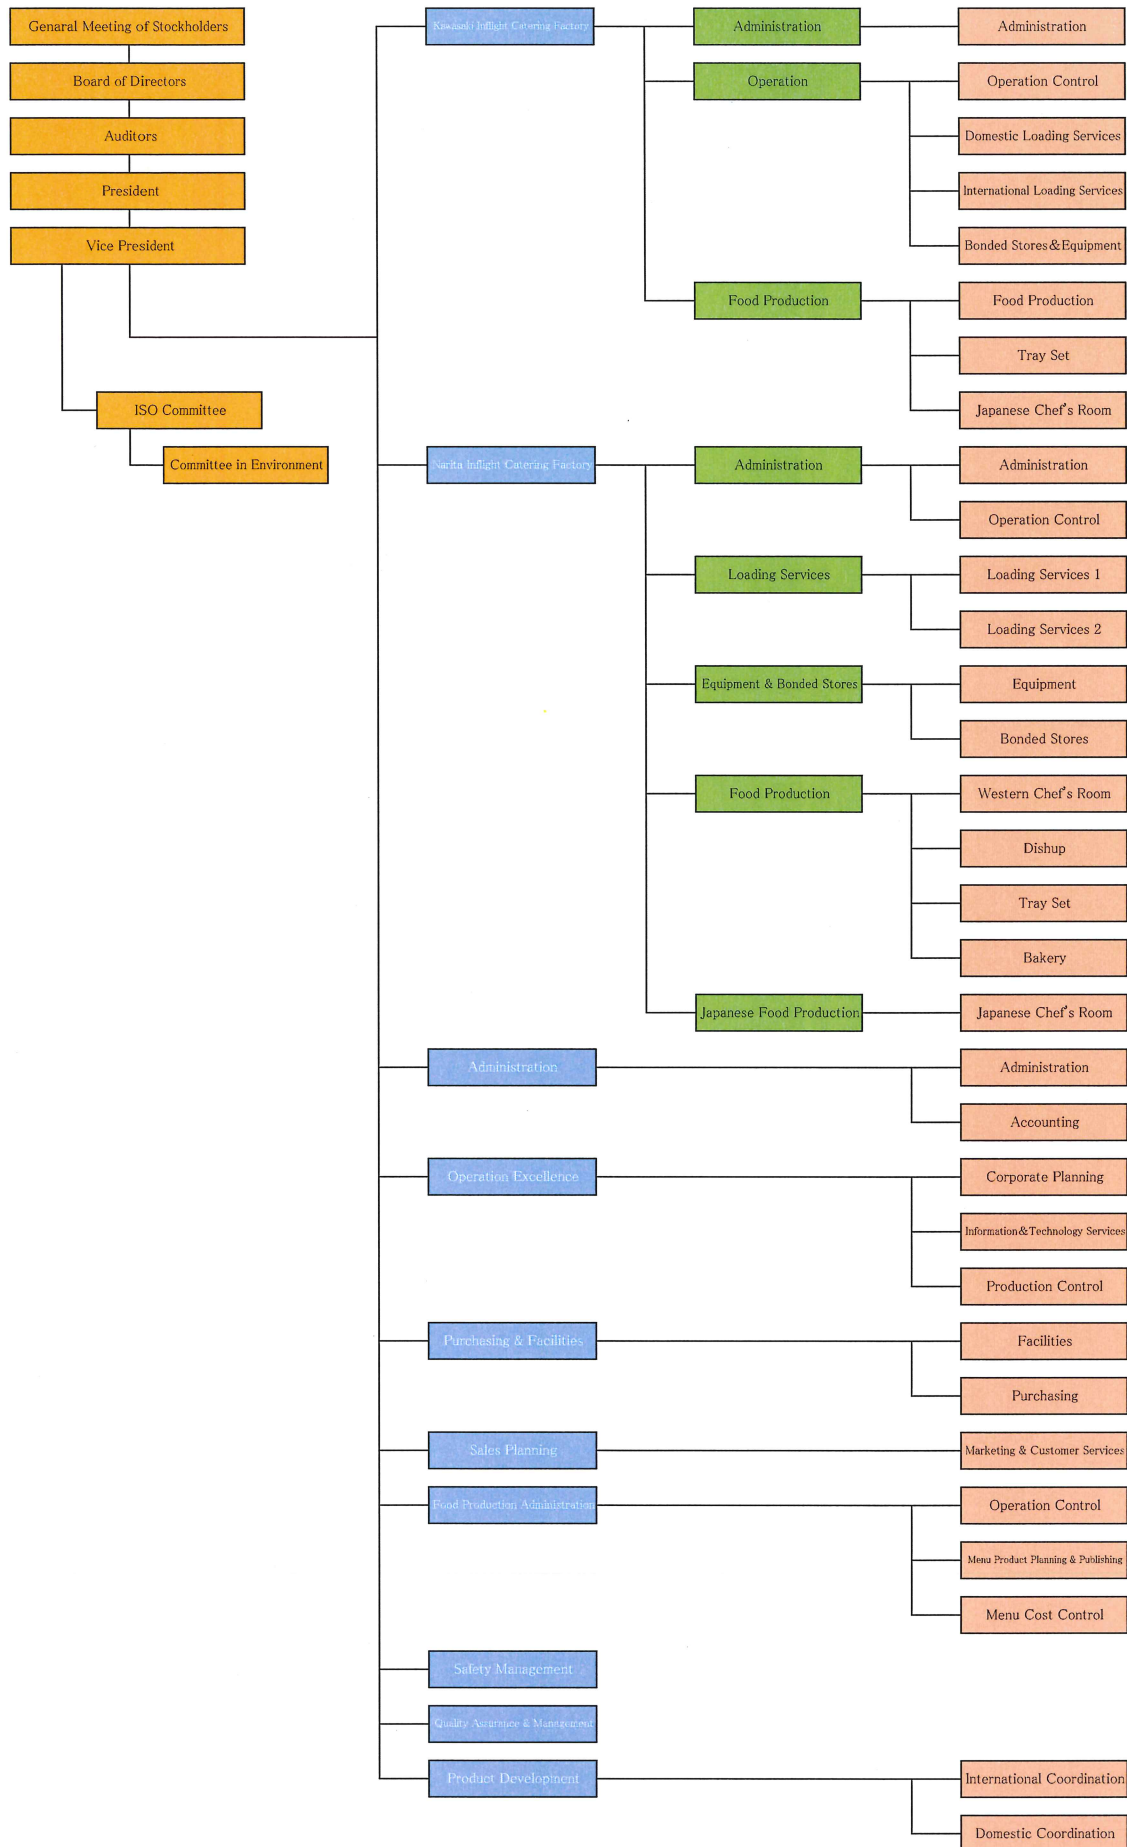 Genaral Meeting of Stockholders
Board of Directors
Auditors
President
Vice President
ISO Committee
Committee in Environment
Kawasaki Inflight Catering Factory
Administration
Administration
Operation
Operation Control
Domestic Loading Services
International Loading Services
Bonded Stores&Equipment
Food Production
Food Production
Tray Set
Japanese Chef's Room
Narita Inflight Catering Factory
Administration
Administration
Operation Control
Loading Services
Loading Services 1
Loading Services 2
Equipment & Bonded Stores
Equipment
Bonded Stores
Food Production
Western Chef's Room
Dishup
Tray Set
Bakery
Japanese Food Production
Japanese Chef's Room
Administration
Administration
Accounting
Operation Excellence
Corporate Planning
Information&Technology Services
Production Control
Purchasing & Facilities
Facilities
Purchasing
Sales Planning
Marketing & Customer Services
Food Production Administration
Operation Control
Menu Product Planning & Publishing
Menu Cost Control
Safety Management
Quality Assurance & Management
Product Development
International Coordination
Domestic Coordination